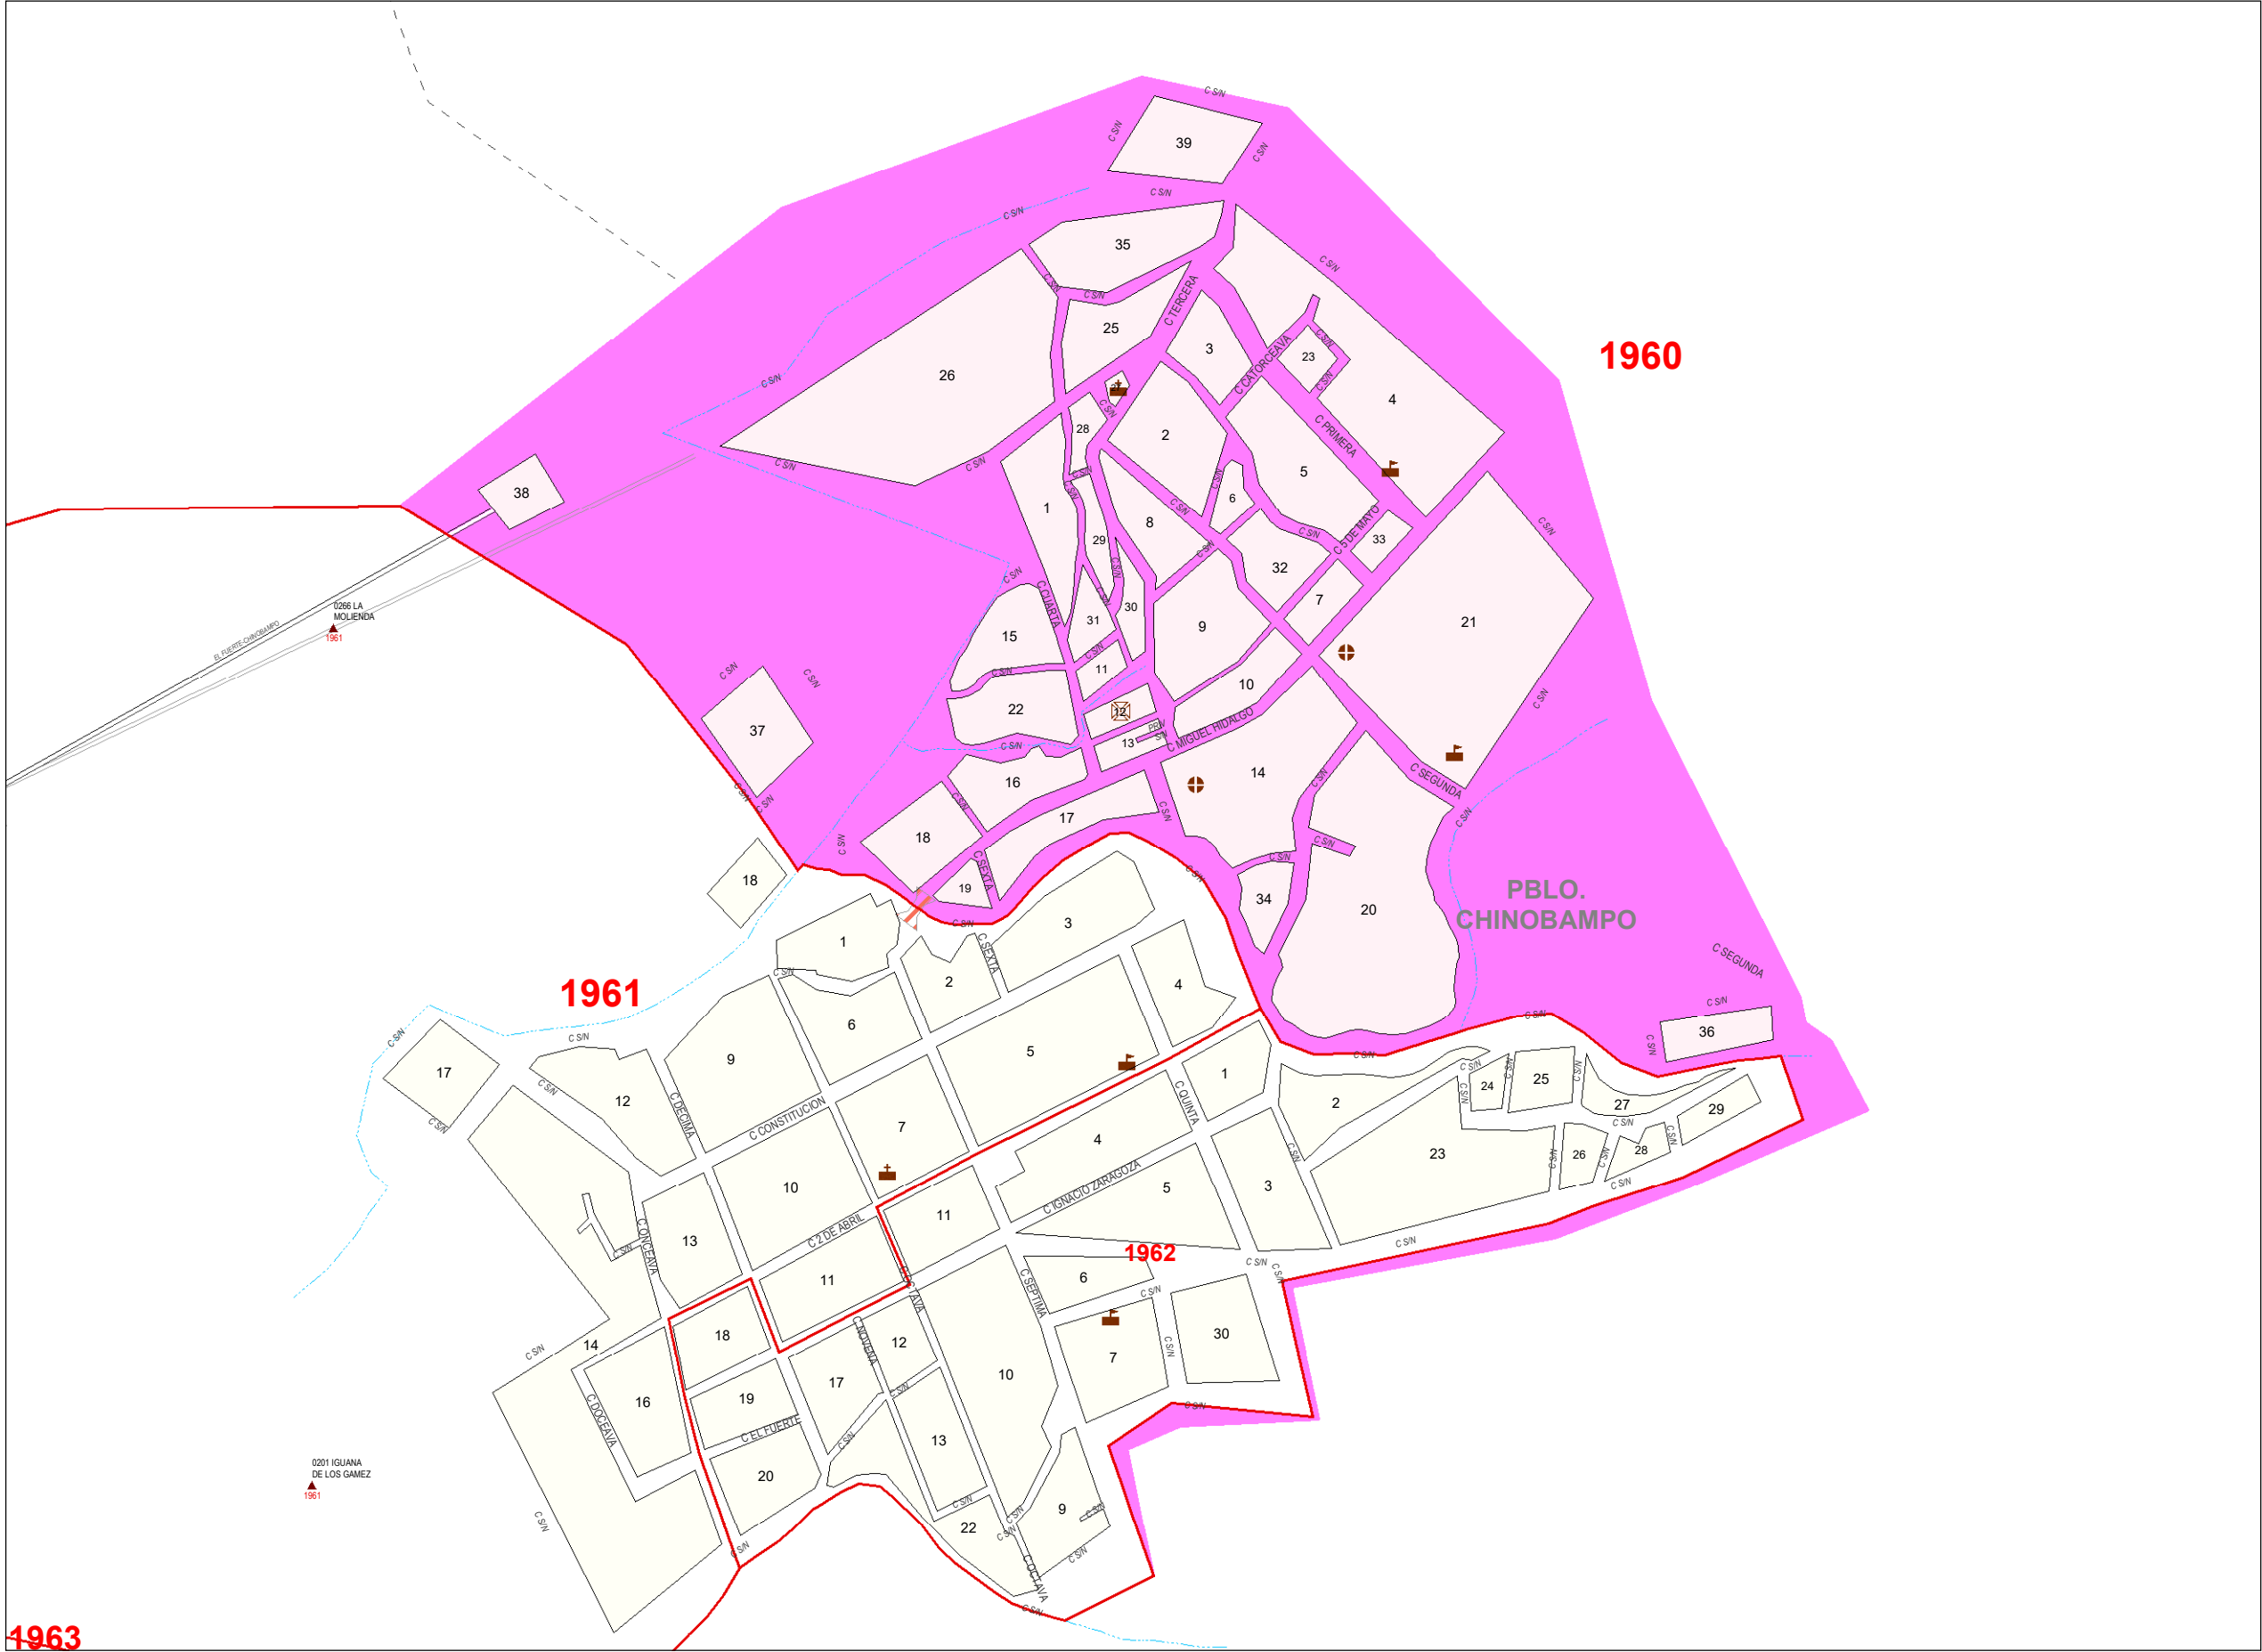 C S/N
C S/N
39
C S/N
C S/N
C S/N
35
C S/N
C S/N
C S/N
C TERCERA
25
3
C S/N
23
C CATORCEAVA
1960
26
C S/N
C S/N
4
28
C S/N
2
C PRIMERA
C S/N
C S/N
5
C S/N
C S/N
38
C S/N
6
1
C S/N
8
C S/N
C 5 DE MAYO
C S/N
33
29
C S/N
32
C S/N
C S/N
0266 LA
MOLIENDA
1961
EL FUERTE-CHINOBAMPO
C CUARTA
C S/N
30
7
31
9
21
15
C S/N
C S/N
11
C S/N
C S/N
10
C S/N
22
12
PRIV
S/N
13
C MIGUEL HIDALGO
37
C S/N
16
14
C S/N
C SEGUNDA
C S/N
C S/N
C S/N
17
C S/N
C S/N
18
C S/N
C S/N
C S/N
C SEXTA
C S/N
18
19
34
20
PBLO.
CHINOBAMPO
C S/N
3
1
C SEXTA
C SEGUNDA
C S/N
2
4
1961
C S/N
36
C S/N
C S/N
6
C S/N
C S/N
5
C S/N
9
17
12
C S/N
C DECIMA
C CONSTITUCION
C S/N
7
4
C QUINTA
1
2
C S/N
C S/N
24
C S/N
25
C S/N
27
29
C S/N
C S/N
C S/N
23
C S/N
26
C S/N
28
C S/N
10
11
C IGNACIO ZARAGOZA
5
3
13
C ONCEAVA
C S/N
C 2 DE ABRIL
C S/N
1962
C S/N
C S/N
11
C OCTAVA
C SEPTIMA
6
C S/N
18
14
C S/N
C NOVENA
12
C S/N
30
7
17
10
C S/N
16
C DOCEAVA
19
C EL FUERTE
C S/N
C S/N
13
0201 IGUANA
DE LOS GAMEZ
1961
20
C S/N
C S/N
9
C S/N
C S/N
22
C S/N
C S/N
C S/N
C OCTAVA
C S/N
1963